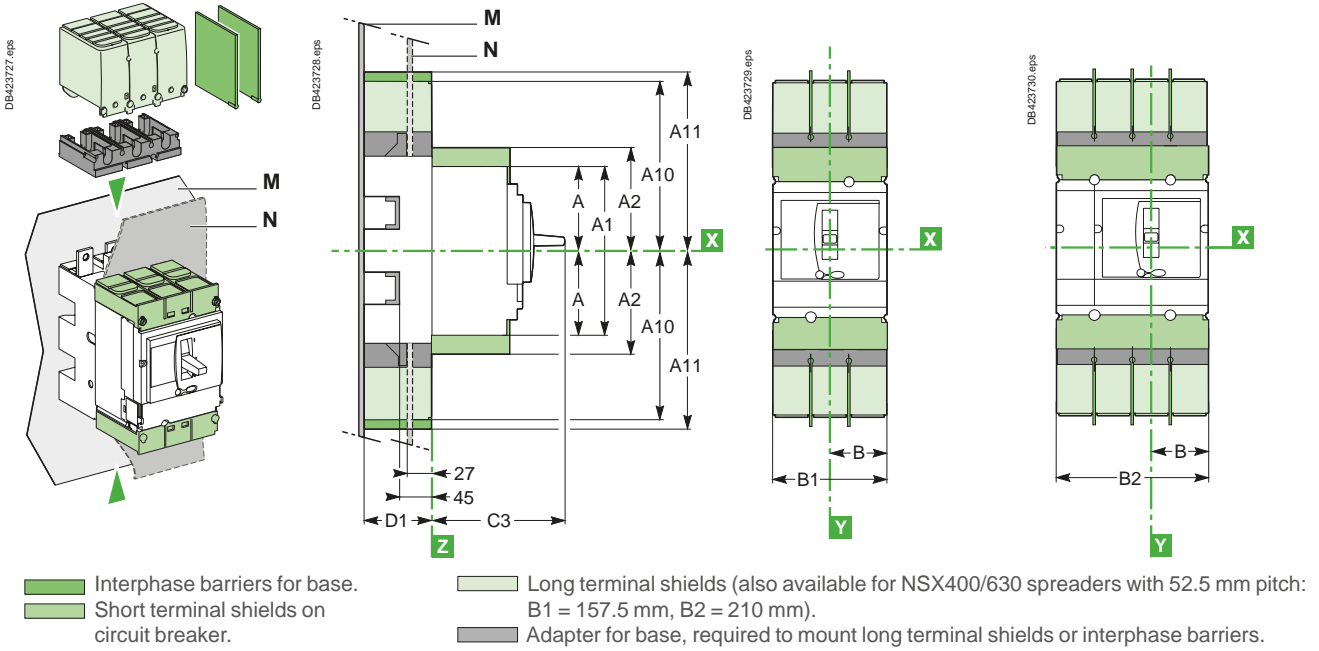 DB423727.eps
M
N
DB423728.eps
M
N
A11
A10
A2
A
A1
X
A
A2
A10
A11
27
45
D1
C3
Z
DB423729.eps
X
B
B1
Y
DB423730.eps
X
B
B2
Y
Interphase barriers for base.
Short terminal shields on
circuit breaker.
Long terminal shields (also available for NSX400/630 spreaders with 52.5 mm pitch:
B1 = 157.5 mm, B2 = 210 mm).
Adapter for base, required to mount long terminal shields or interphase barriers.